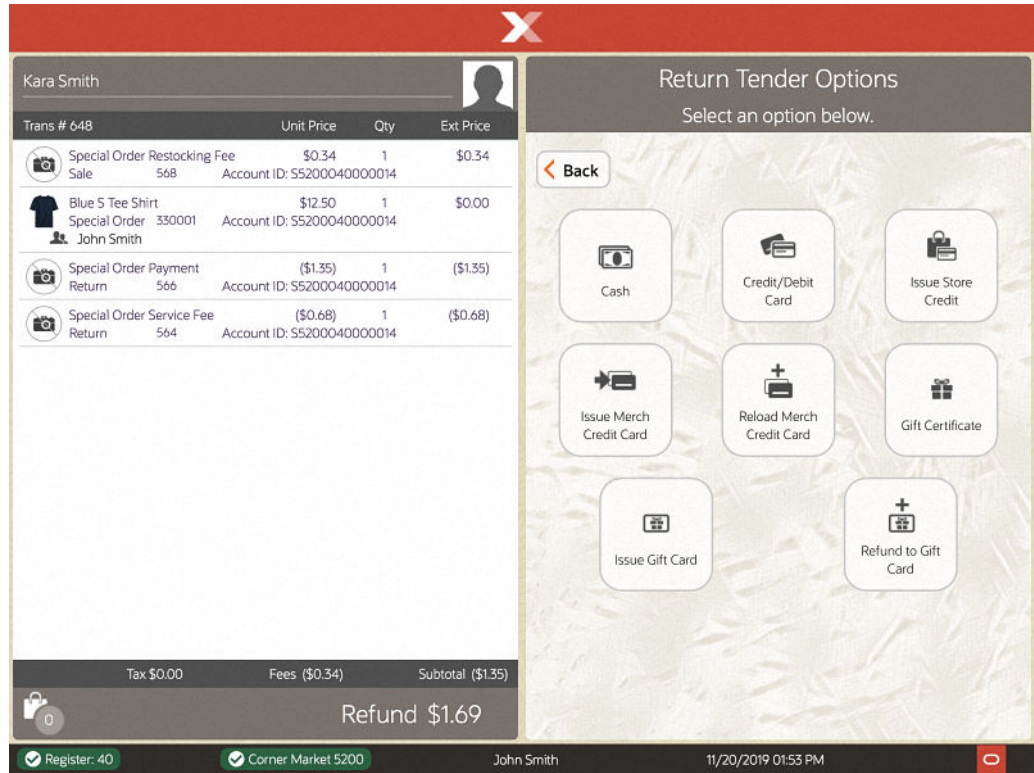 Kara Smith
Trans # 648 Unit Price Qty Ext Price
Special Order Restocking Fee $0.34 1 $0.34
Sale 568 Account ID: S5200040000014
Blue S Tee Shirt $12.50 1 $0.00
Special Order 330001 Account ID: S5200040000014
John Smith
Special Order Payment ($1.35) 1 ($1.35)
Return 566 Account ID: S5200040000014
Special Order Service Fee ($0.68) 1 ($0.68)
Return 564 Account ID: S5200040000014
Tax $0.00 Fees ($0.34) Subtotal ($1.35)
0
Refund $1.69
Return Tender Options
Select an option below.
Back
Cash
Credit/Debit
Card
Issue Store
Credit
Issue Merch
Credit Card
Reload Merch
Credit Card
Gift Certificate
Issue Gift Card
Refund to Gift
Card
Register: 40 Corner Market 5200 John Smith 11/20/2019 01:53 PM